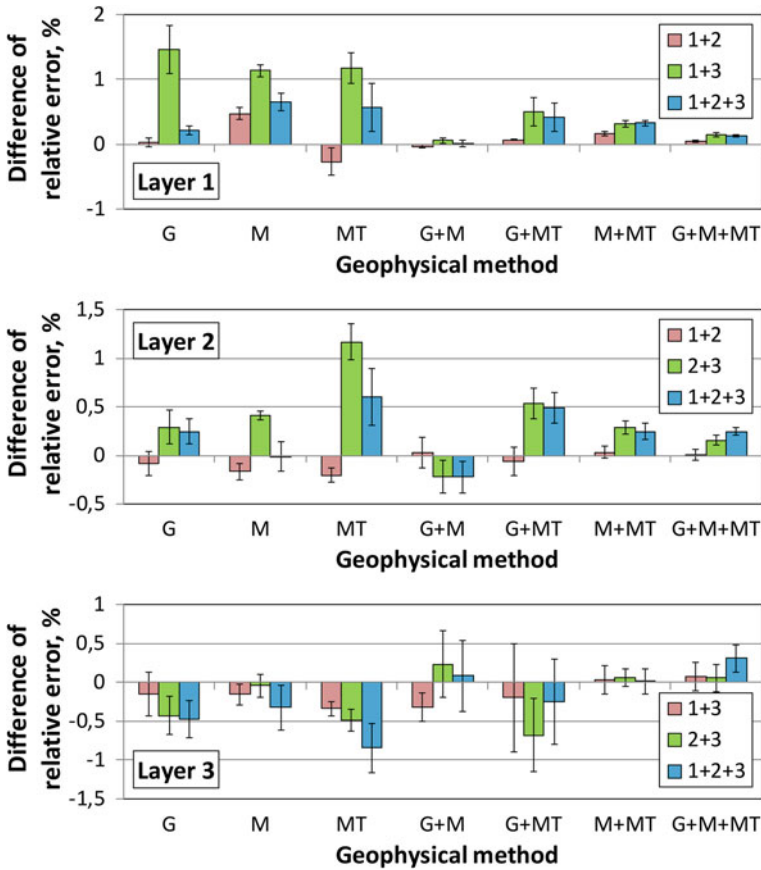 Difference of relative error, %
2
1
0
-1
1+2
1+3
1+2+3
Layer 1
G M MT G+M G+MT M+MT G+M+MT
Geophysical method
Difference of relative error, %
1,5
1
0,5
0
-0,5
Layer 2
1+2
2+3
1+2+3
G M MT G+M G+MT M+MT G+M+MT
Geophysical method
Difference of relative error, %
1
0,5
0
-0,5
-1
-1,5
Layer 3
1+3
2+3
1+2+3
G M MT G+M G+MT M+MT G+M+MT
Geophysical method